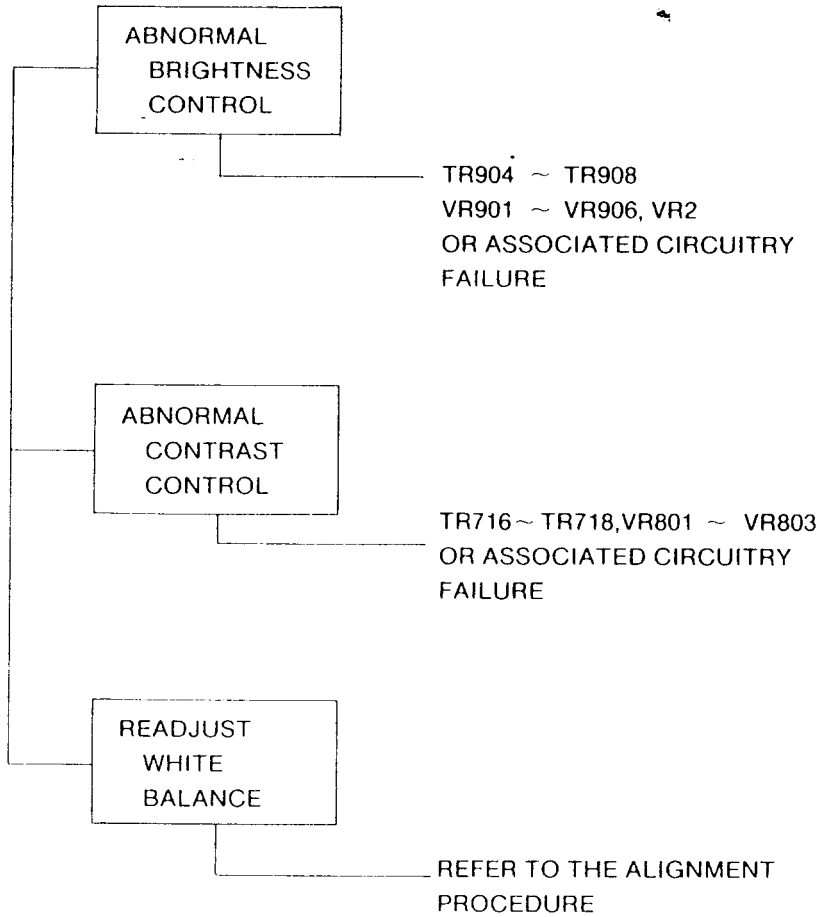 ABNORMAL
BRIGHTNESS
CONTROL
TR904 ~ TR908
VR901 ~ VR906, VR2
OR ASSOCIATED CIRCUITRY
FAILURE
ABNORMAL
CONTRAST
CONTROL
TR716~ TR718,VR801 ~ VR803
OR ASSOCIATED CIRCUITRY
FAILURE
READJUST
WHITE
BALANCE
REFER TO THE ALIGNMENT
PROCEDURE